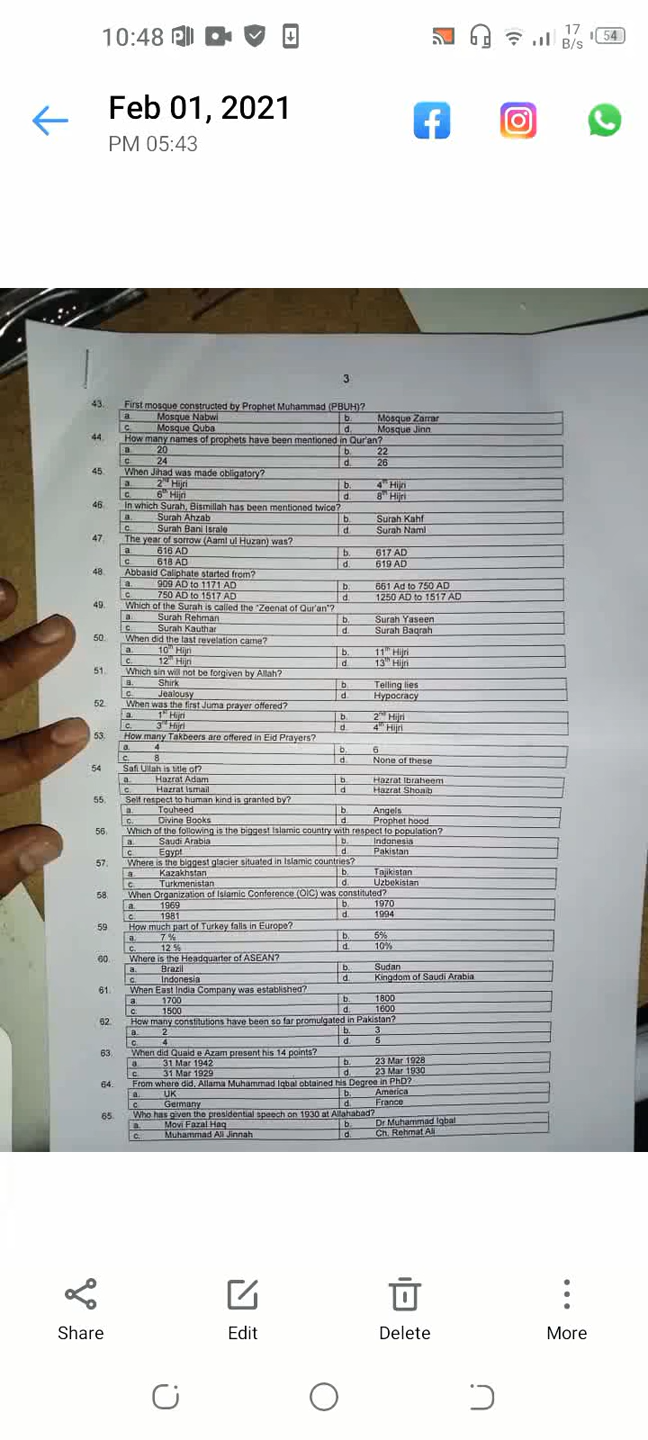 10:48
17 B/s
54
Feb 01, 2021
PM 05:43
3
43. First mosque constructed by Prophet Muhammad (PBUH)?
a. Mosque Nabwi b. Mosque Zarrar
c. Mosque Quba d. Mosque Jinn
44. How many names of prophets have been mentioned in Qur'an?
a. 20 b. 22
c. 24 d. 26
45. When Jihad was made obligatory?
a. 2nd Hijri b. 4th Hijri
c. 6th Hijri d. 8th Hijri
46. In which Surah, Bismillah has been mentioned twice?
a. Surah Ahzab b. Surah Kahf
c. Surah Bani Israle d. Surah Naml
47. The year of sorrow (Aaml ul Huzan) was?
a. 616 AD b. 617 AD
c. 618 AD d. 619 AD
48. Abbasid Caliphate started from?
a. 909 AD to 1171 AD b. 661 Ad to 750 AD
c. 750 AD to 1517 AD d. 1250 AD to 1517 AD
49. Which of the Surah is called the "Zeenat of Qur'an"?
a. Surah Rehman b. Surah Yaseen
c. Surah Kauthar d. Surah Baqrah
50. When did the last revelation came?
a. 10th Hijri b. 11th Hijri
c. 12th Hijri d. 13th Hijri
51. Which sin will not be forgiven by Allah?
a. Shirk b. Telling lies
c. Jealousy d. Hypocracy
52. When was the first Juma prayer offered?
a. 1st Hijri b. 2nd Hijri
c. 3rd Hijri d. 4th Hijri
53. How many Takbeers are offered in Eid Prayers?
a. 4 b. 6
c. 8 d. None of these
54 Safi Ullah is title of?
a. Hazrat Adam b. Hazrat Ibraheem
c. Hazrat Ismail d Hazrat Shoaib
55. Self respect to human kind is granted by?
a. Touheed b. Angels
c. Divine Books d. Prophet hood
56. Which of the following is the biggest Islamic country with respect to population?
a. Saudi Arabia b. Indonesia
c. Egypt d. Pakistan
57. Where is the biggest glacier situated in Islamic countries?
a. Kazakhstan b. Tajikistan
c. Turkmenistan d. Uzbekistan
58. When Organization of Islamic Conference (OIC) was constituted?
a. 1969 b. 1970
c. 1981 d. 1994
59. How much part of Turkey falls in Europe?
a. 7 % b. 5%
c. 12 % d. 10%
60. Where is the Headquarter of ASEAN?
a. Brazil b. Sudan
c. Indonesia d. Kingdom of Saudi Arabia
61. When East India Company was established?
a. 1700 b. 1800
c. 1500 d. 1600
62. How many constitutions have been so far promulgated in Pakistan?
a. 2 b. 3
c. 4 d. 5
63. When did Quaid e Azam present his 14 points?
a. 31 Mar 1942 b. 23 Mar 1928
c. 31 Mar 1929 d. 23 Mar 1930
64. From where did, Allama Muhammad Iqbal obtained his Degree in PhD?
a. UK b. America
c. Germany d. France
65. Who has given the presidential speech on 1930 at Allahabad?
a. Movi Fazal Haq b. Dr Muhammad Iqbal
c. Muhammad Ali Jinnah d. Ch. Rehmat Ali
Share Edit Delete More